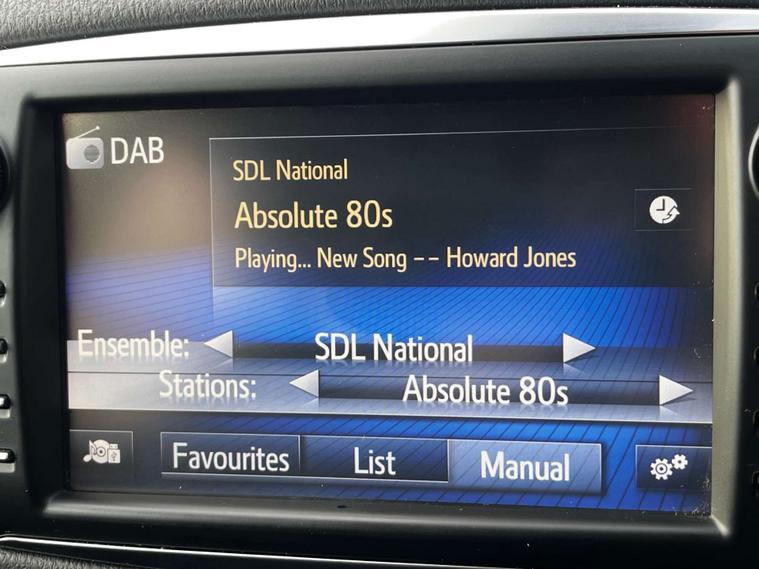 DAB
SDL National
Absolute 80s
Playing... New Song -- Howard Jones
Ensemble: SDL National
Stations: Absolute 80s
Favourites List Manual